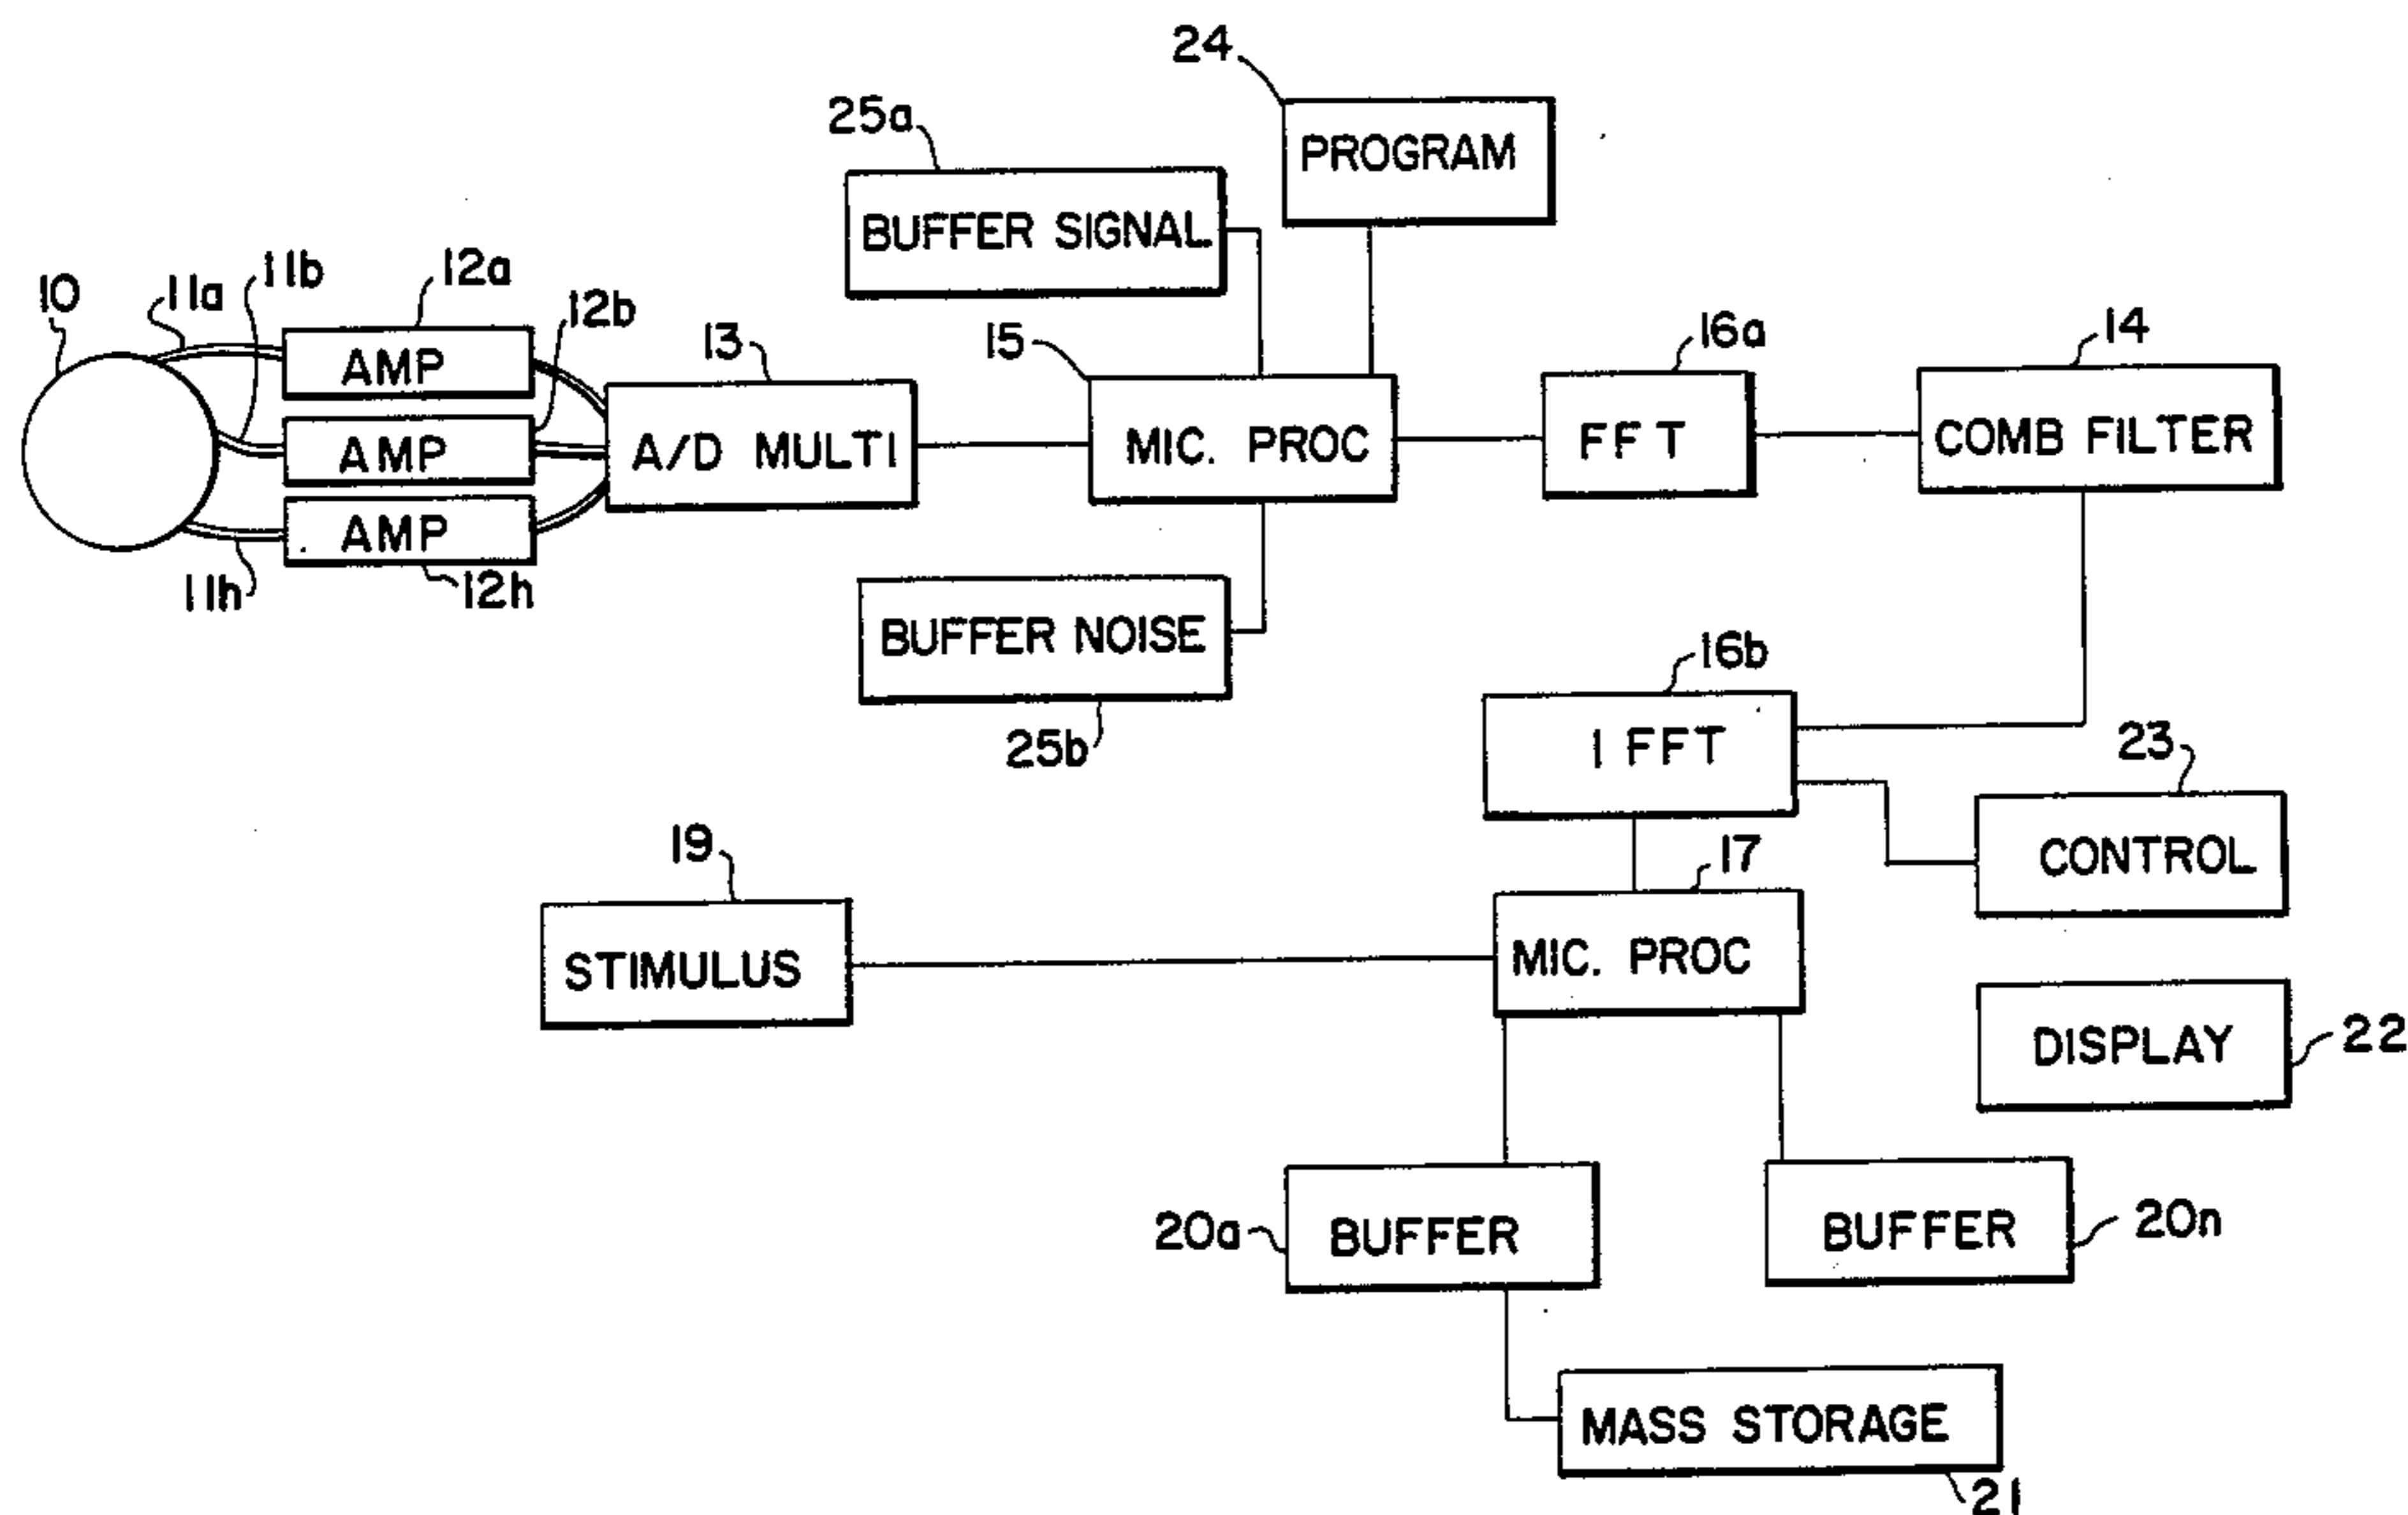 24
25a
PROGRAM
BUFFER SIGNAL
10
11a
11b
12a
12b
13
15
16a
14
AMP
AMP
AMP
A/D MULTI
MIC. PROC
FFT
COMB FILTER
11h
12h
BUFFER NOISE
25b
16b
I FFT
23
CONTROL
19
17
STIMULUS
MIC. PROC
DISPLAY
22
20a
BUFFER
BUFFER
20n
MASS STORAGE
21